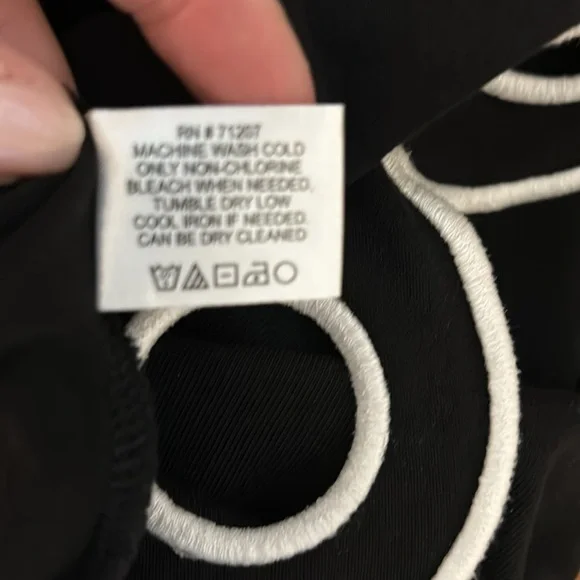 RN # 71207
MACHINE WASH COLD
ONLY NON-CHLORINE
BLEACH WHEN NEEDED,
TUMBLE DRY LOW
COOL IRON IF NEEDED
CAN BE DRY CLEANED